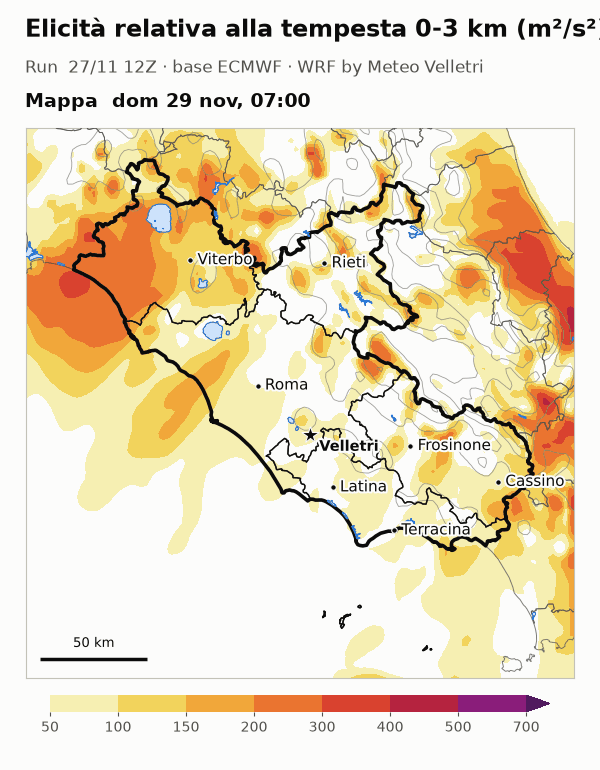 Elicità relativa alla tempesta 0-3 km (m²/s²)
Run 27/11 12Z · base ECMWF · WRF by Meteo Velletri
Mappa dom 29 nov, 07:00
Viterbo
Rieti
Roma
Velletri
Frosinone
Cassino
Latina
Terracina
50 km
50 100 150 200 300 400 500 700